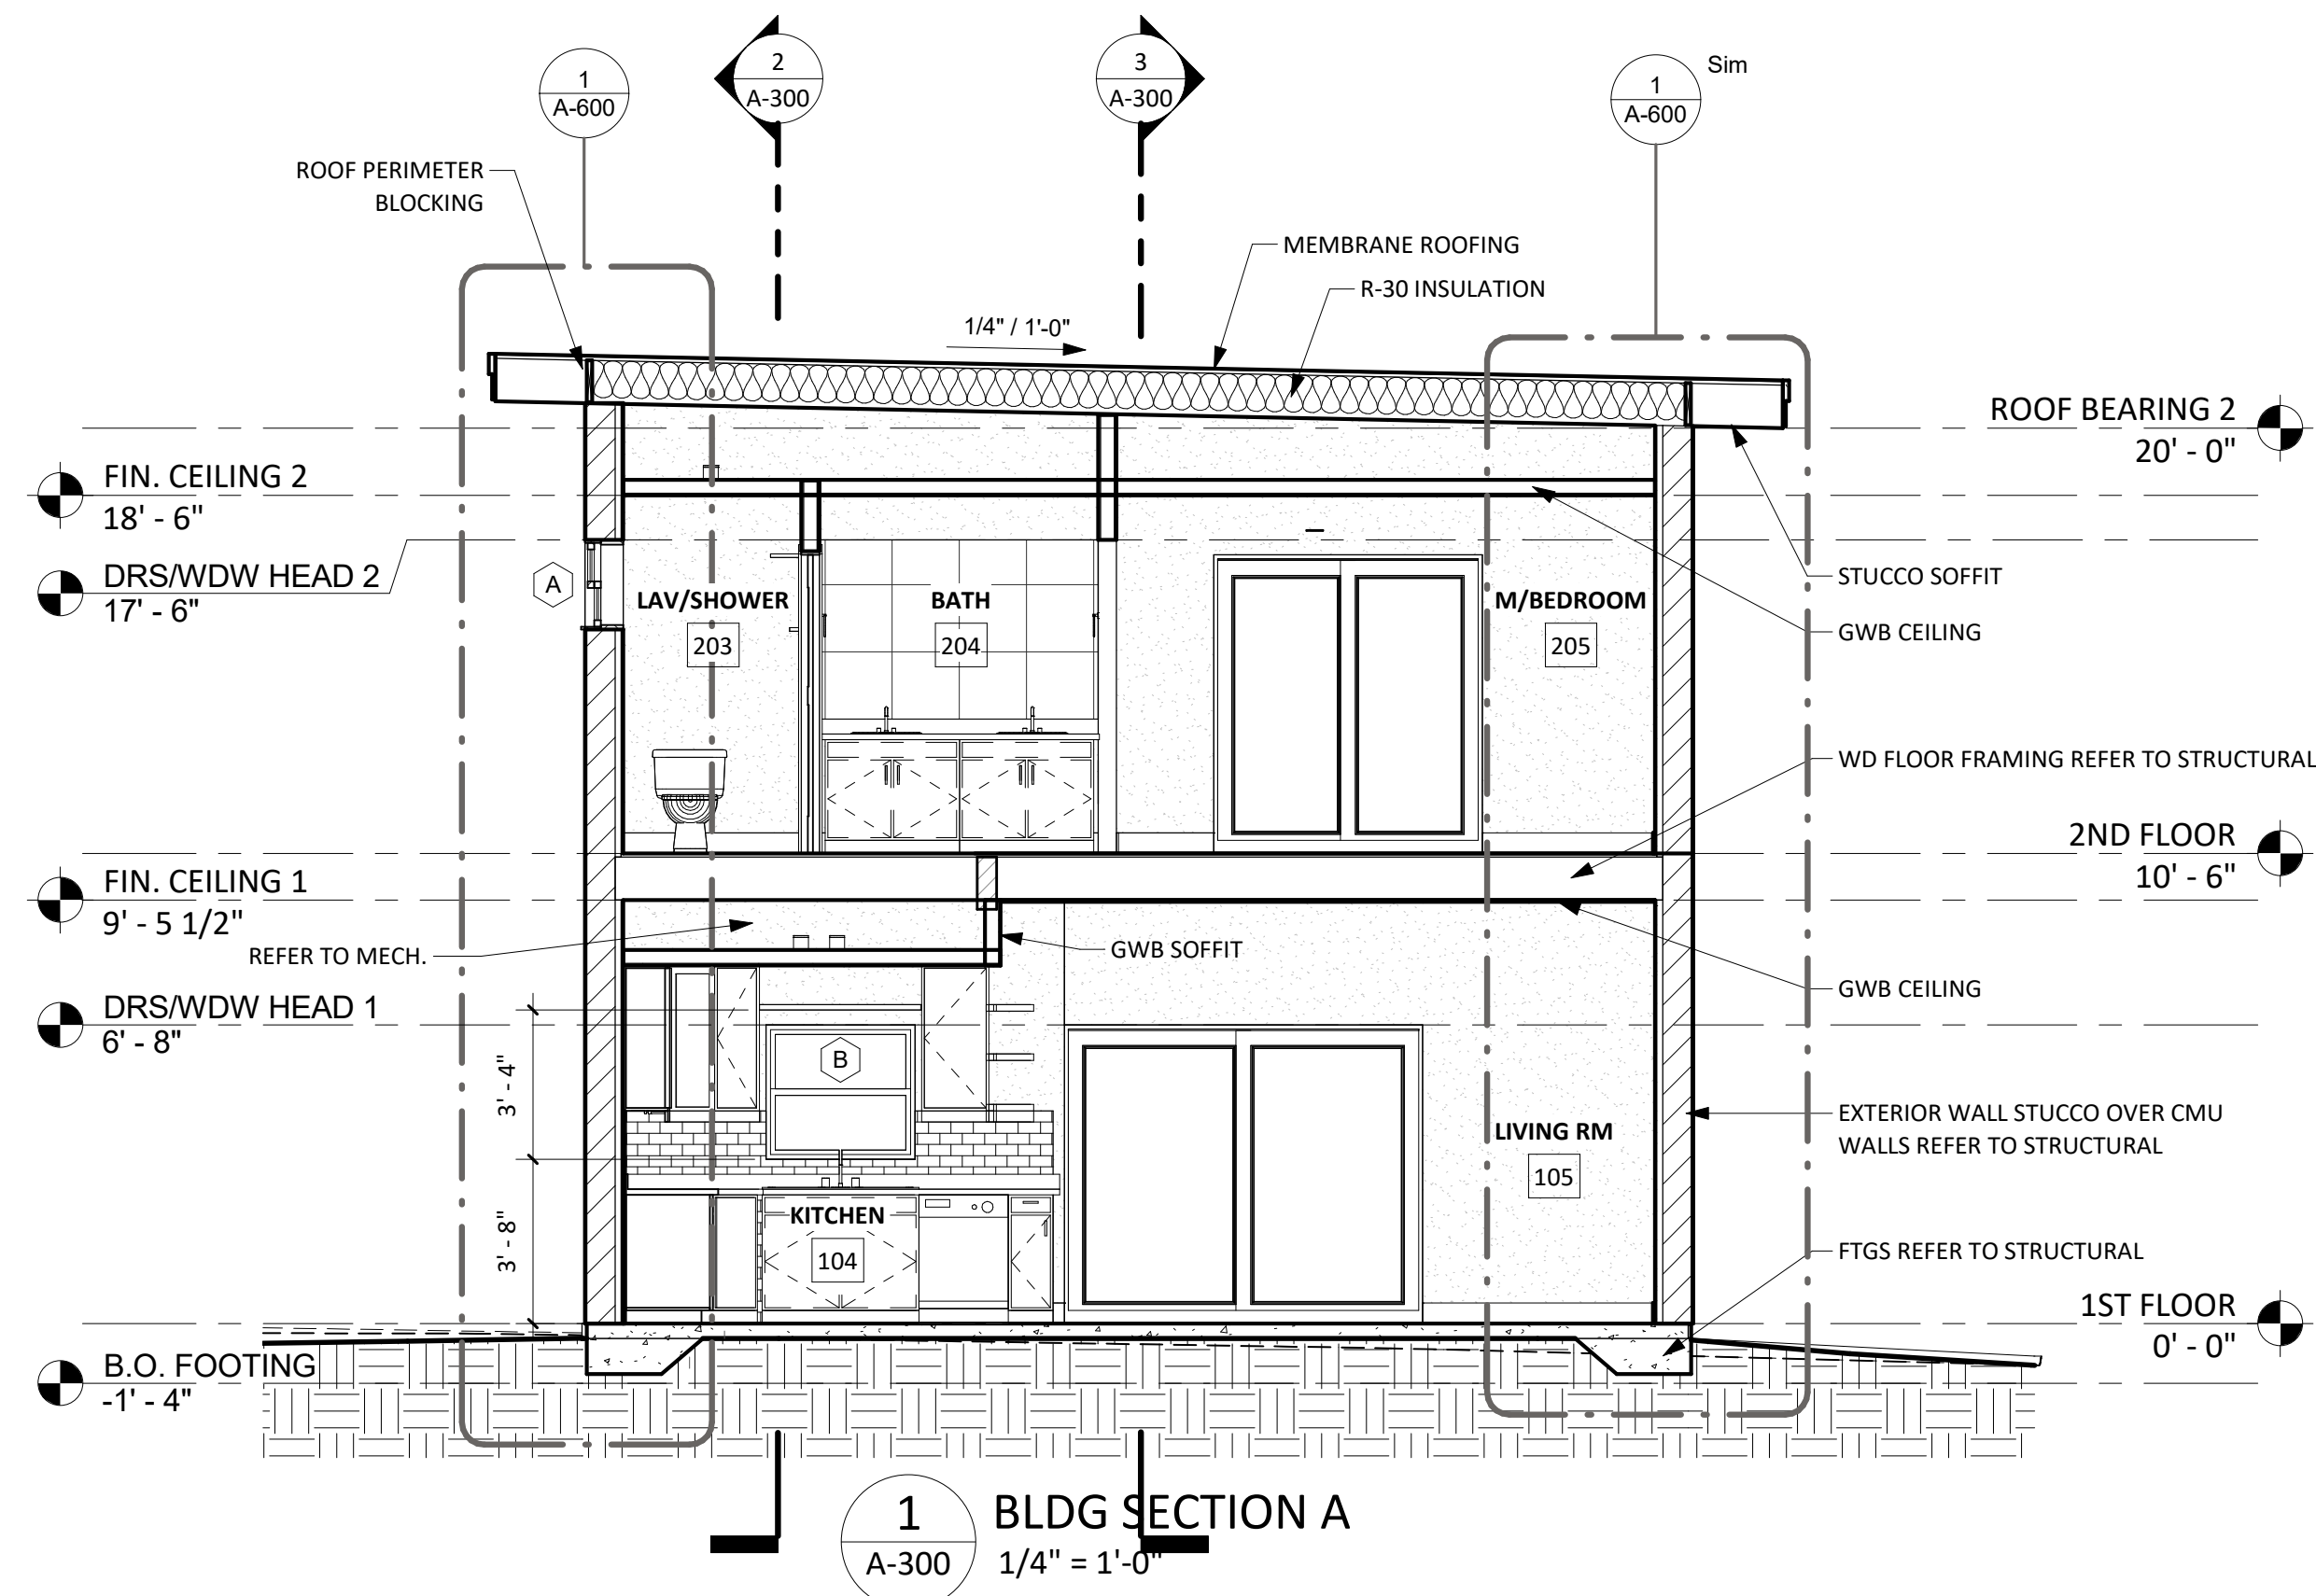 1
A-600
2
A-300
3
A-300
1
A-600
Sim
ROOF PERIMETER
BLOCKING
MEMBRANE ROOFING
R-30 INSULATION
1/4" / 1'-0"
ROOF BEARING 2
20' - 0"
FIN. CEILING 2
18' - 6"
DRS/WDW HEAD 2
17' - 6"
A
LAV/SHOWER
203
BATH
204
M/BEDROOM
205
STUCCO SOFFIT
GWB CEILING
WD FLOOR FRAMING REFER TO STRUCTURAL
2ND FLOOR
10' - 6"
FIN. CEILING 1
9' - 5 1/2"
REFER TO MECH.
GWB SOFFIT
GWB CEILING
DRS/WDW HEAD 1
6' - 8"
3' - 4"
B
EXTERIOR WALL STUCCO OVER CMU
WALLS REFER TO STRUCTURAL
LIVING RM
105
3' - 8"
KITCHEN
104
FTGS REFER TO STRUCTURAL
1ST FLOOR
0' - 0"
B.O. FOOTING
-1' - 4"
1
A-300
BLDG SECTION A
1/4" = 1'-0"